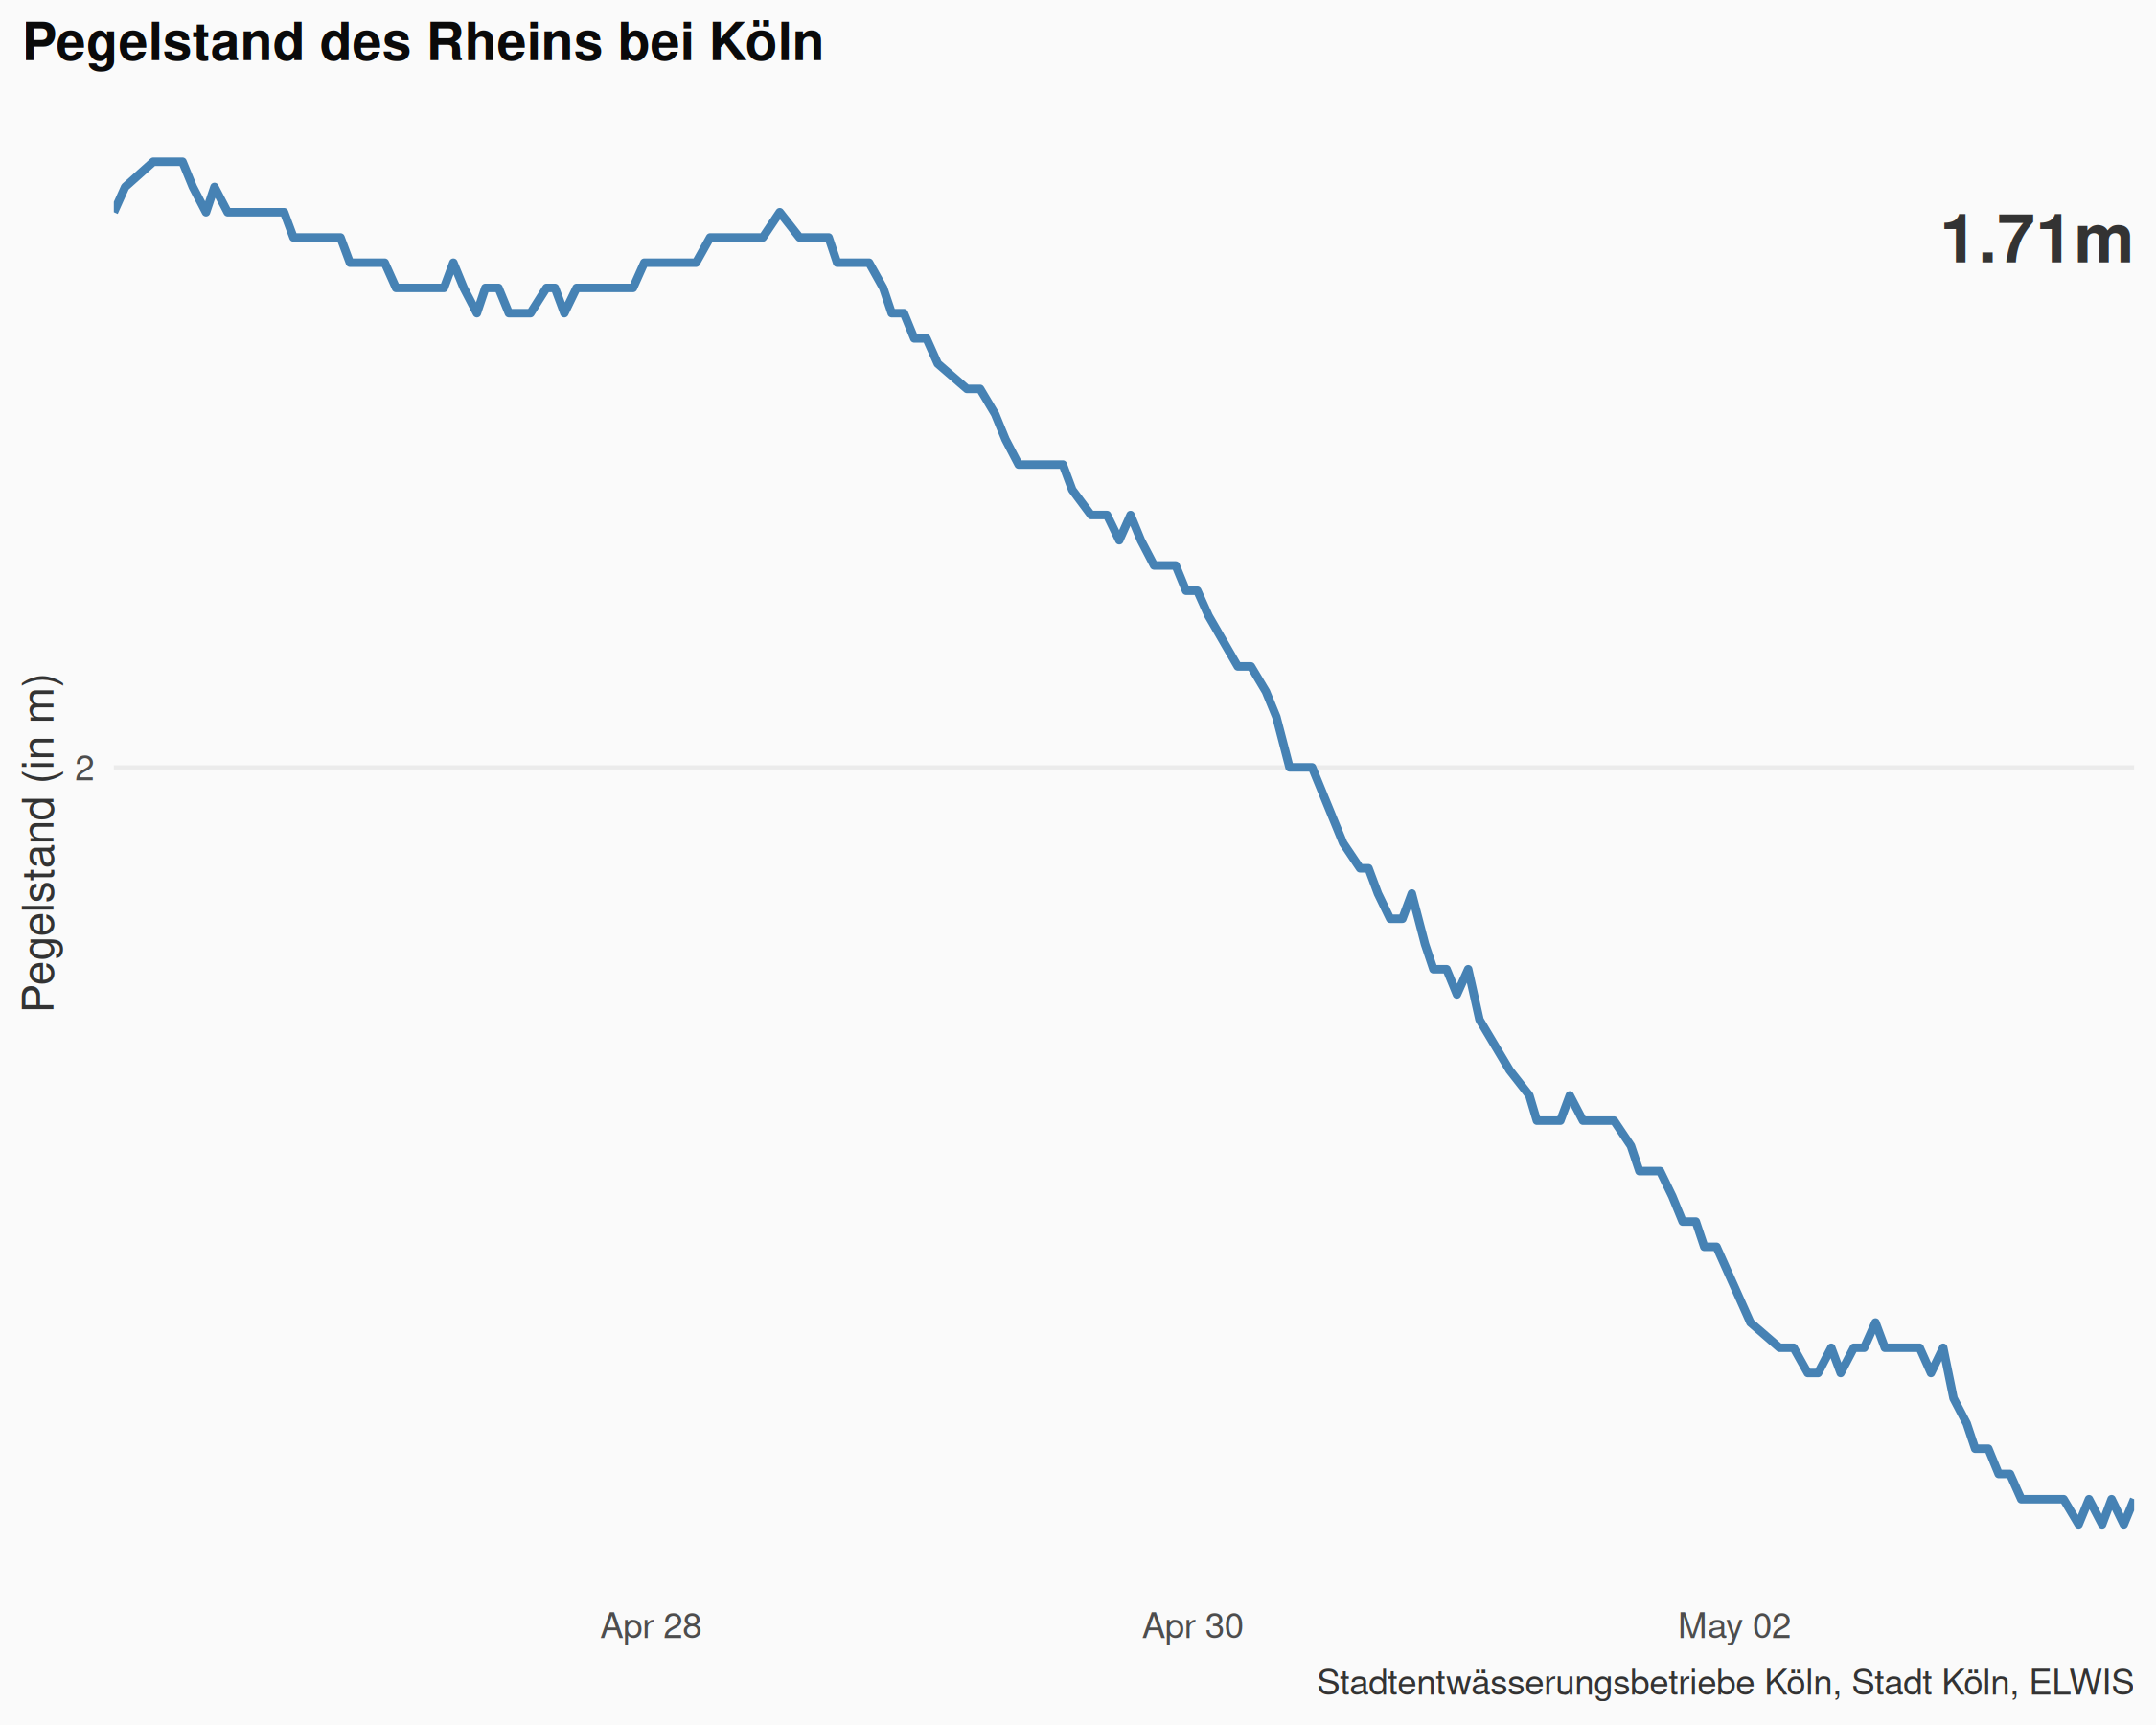 Pegelstand des Rheins bei Köln
1.71m
Pegelstand (in m)
2
Apr 28
Apr 30
May 02
Stadtentwässerungsbetriebe Köln, Stadt Köln, ELWIS